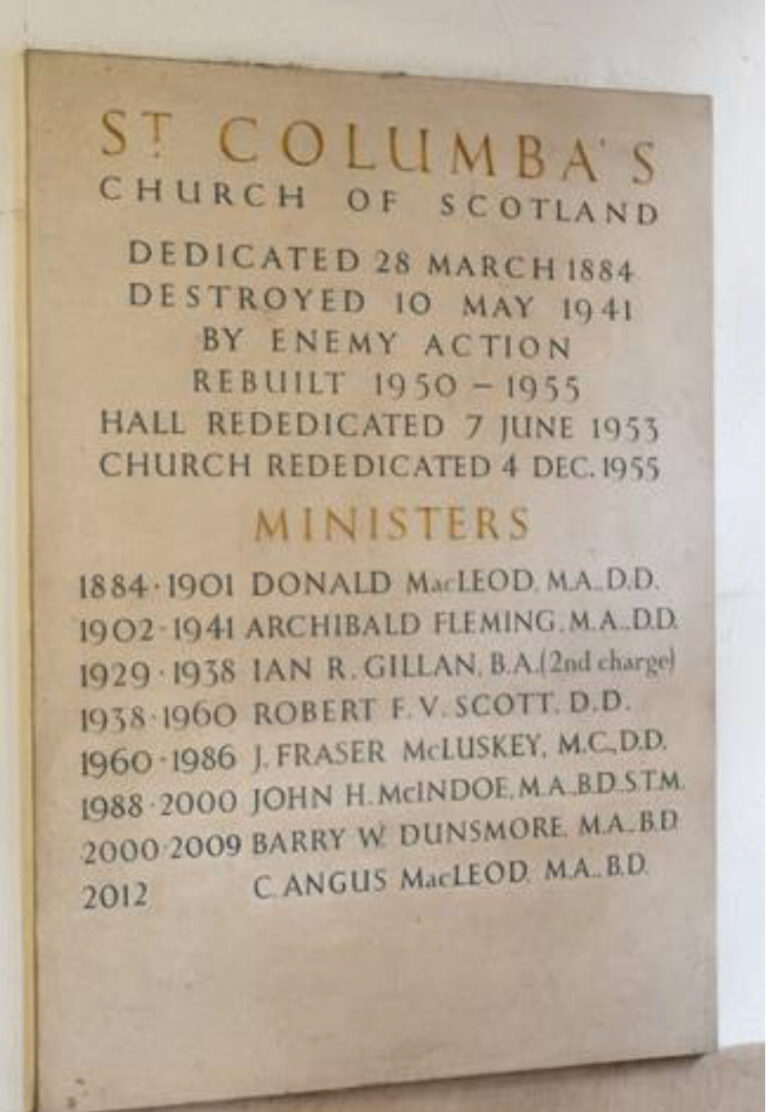 ST COLUMBA'S
CHURCH OF SCOTLAND
DEDICATED 28 MARCH 1884
DESTROYED 10 MAY 1941
BY ENEMY ACTION
REBUILT 1950 – 1955
HALL REDEDICATED 7 JUNE 1953
CHURCH REDEDICATED 4 DEC. 1955
MINISTERS
1884·1901 DONALD MacLEOD, M.A., D.D.
1902·1941 ARCHIBALD FLEMING, M.A., D.D.
1929·1938 IAN R. GILLAN, B.A. (2nd charge)
1938·1960 ROBERT F. V. SCOTT, D.D.
1960·1986 J. FRASER McLUSKEY, M.C., D.D.
1988·2000 JOHN H. McINDOE, M.A., B.D. S.T.M.
2000·2009 BARRY W. DUNSMORE, M.A., B.D.
2012 C. ANGUS MacLEOD, M.A., B.D.